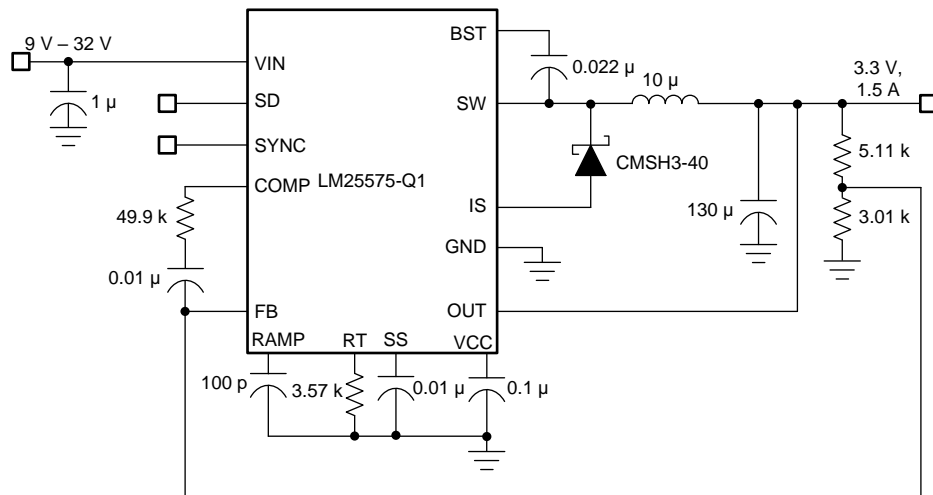 9 V – 32 V
BST
VIN
0.022 µ
10 µ
3.3 V,
1.5 A
1 µ
SD
SW
SYNC
5.11 k
COMP
LM25575-Q1
CMSH3-40
49.9 k
IS
130 µ
3.01 k
GND
0.01 µ
FB
OUT
RAMP
RT
SS
VCC
100 p
3.57 k
0.01 µ
0.1 µ